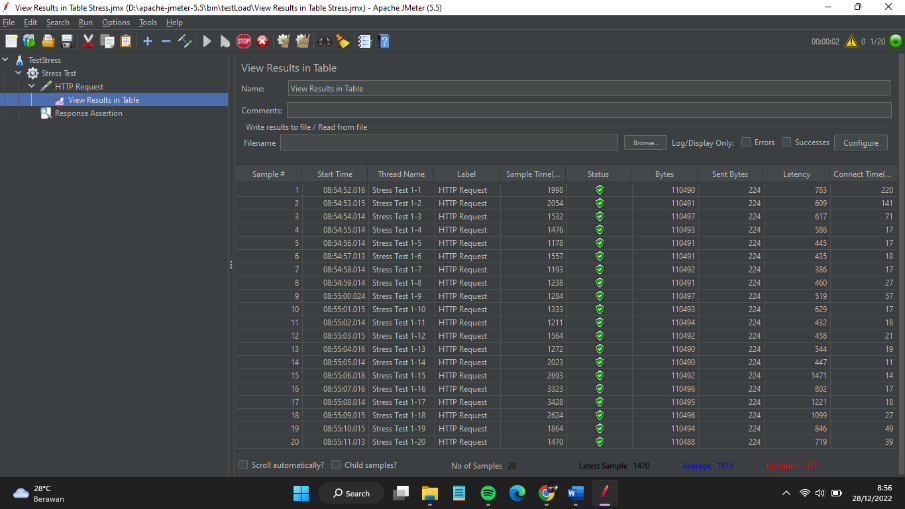 View Results in Table Stress.jmx (D:\apache-jmeter-5.5\bin\testLoad\View Results in Table Stress.jmx) - Apache JMeter (5.5)
File Edit Search Run Options Tools Help
STOP
00:00:02 0 1/20
TestStress
Stress Test
HTTP Request
View Results in Table
Response Assertion
View Results in Table
Name: View Results in Table
Comments:
Write results to file / Read from file
Filename Browse... Log/Display Only: Errors Successes Configure
Sample # Start Time Thread Name Label Sample Time(... Status Bytes Sent Bytes Latency Connect Time(...
1 08:54:52.016 Stress Test 1-1 HTTP Request 1998 110490 224 783 220
2 08:54:53.015 Stress Test 1-2 HTTP Request 2054 110491 224 609 141
3 08:54:54.014 Stress Test 1-3 HTTP Request 1532 110497 224 617 71
4 08:54:55.014 Stress Test 1-4 HTTP Request 1476 110493 224 586 17
5 08:54:56.014 Stress Test 1-5 HTTP Request 1178 110491 224 445 17
6 08:54:57.013 Stress Test 1-6 HTTP Request 1557 110491 224 435 18
7 08:54:58.014 Stress Test 1-7 HTTP Request 1193 110492 224 386 17
8 08:54:59.014 Stress Test 1-8 HTTP Request 1238 110491 224 460 27
9 08:55:00.024 Stress Test 1-9 HTTP Request 1284 110497 224 519 57
10 08:55:01.015 Stress Test 1-10 HTTP Request 1333 110493 224 629 17
11 08:55:02.014 Stress Test 1-11 HTTP Request 1211 110494 224 432 18
12 08:55:03.015 Stress Test 1-12 HTTP Request 1564 110492 224 458 21
13 08:55:04.016 Stress Test 1-13 HTTP Request 1272 110490 224 544 19
14 08:55:05.014 Stress Test 1-14 HTTP Request 2023 110490 224 447 11
15 08:55:06.018 Stress Test 1-15 HTTP Request 2693 110492 224 1471 14
16 08:55:07.016 Stress Test 1-16 HTTP Request 3323 110496 224 802 17
17 08:55:08.014 Stress Test 1-17 HTTP Request 3428 110495 224 1221 18
18 08:55:09.015 Stress Test 1-18 HTTP Request 2624 110496 224 1099 27
19 08:55:10.015 Stress Test 1-19 HTTP Request 1864 110494 224 846 49
20 08:55:11.013 Stress Test 1-20 HTTP Request 1470 110488 224 719 39
Scroll automatically? Child samples? No of Samples 20 Latest Sample 1470 Average 1815 Deviation 677
28°C
Berawan
Search
8:56
28/12/2022